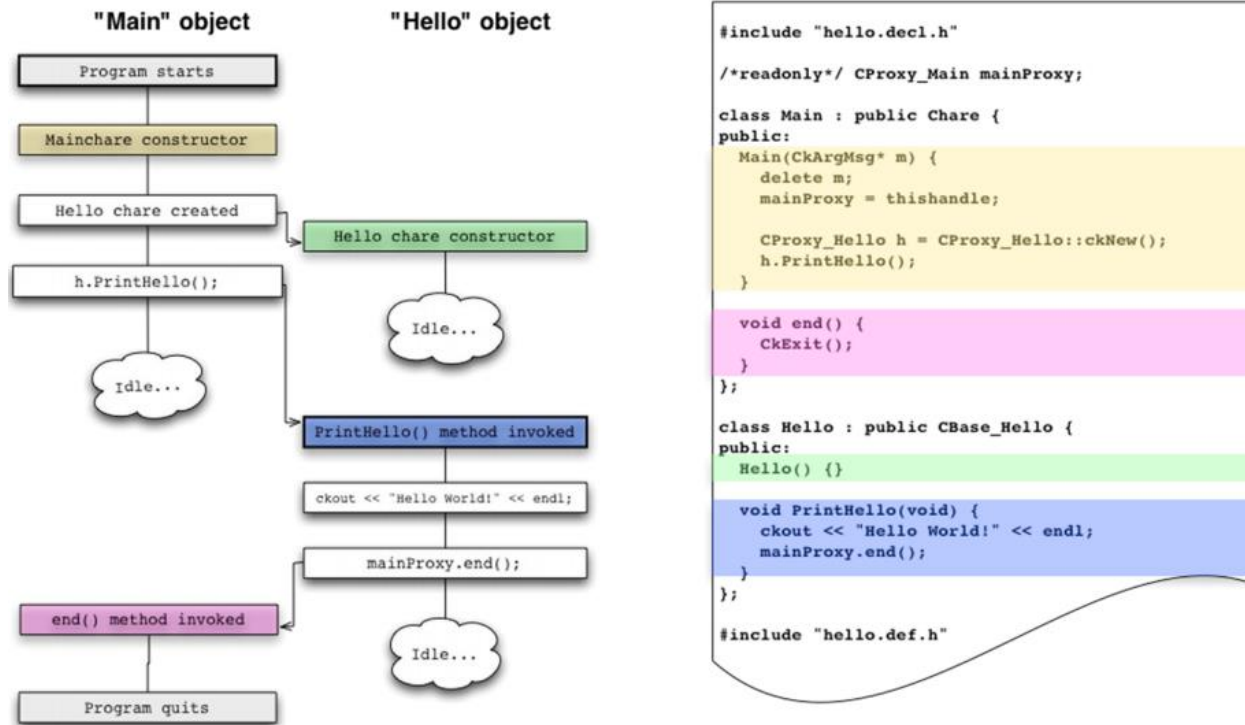 "Main" object
"Hello" object
Program starts
Mainchare constructor
Hello chare created
Hello chare constructor
h.PrintHello();
Idle...
Idle...
PrintHello() method invoked
ckout << "Hello World!" << endl;
mainProxy.end();
end() method invoked
Idle...
Program quits
#include "hello.decl.h"
/*readonly*/ CProxy_Main mainProxy;
class Main : public Chare {
public:
Main(CkArgMsg* m) {
delete m;
mainProxy = thishandle;
CProxy_Hello h = CProxy_Hello::ckNew();
h.PrintHello();
}
void end() {
CkExit();
}
};
class Hello : public CBase_Hello {
public:
Hello() {}
void PrintHello(void) {
ckout << "Hello World!" << endl;
mainProxy.end();
}
};
#include "hello.def.h"